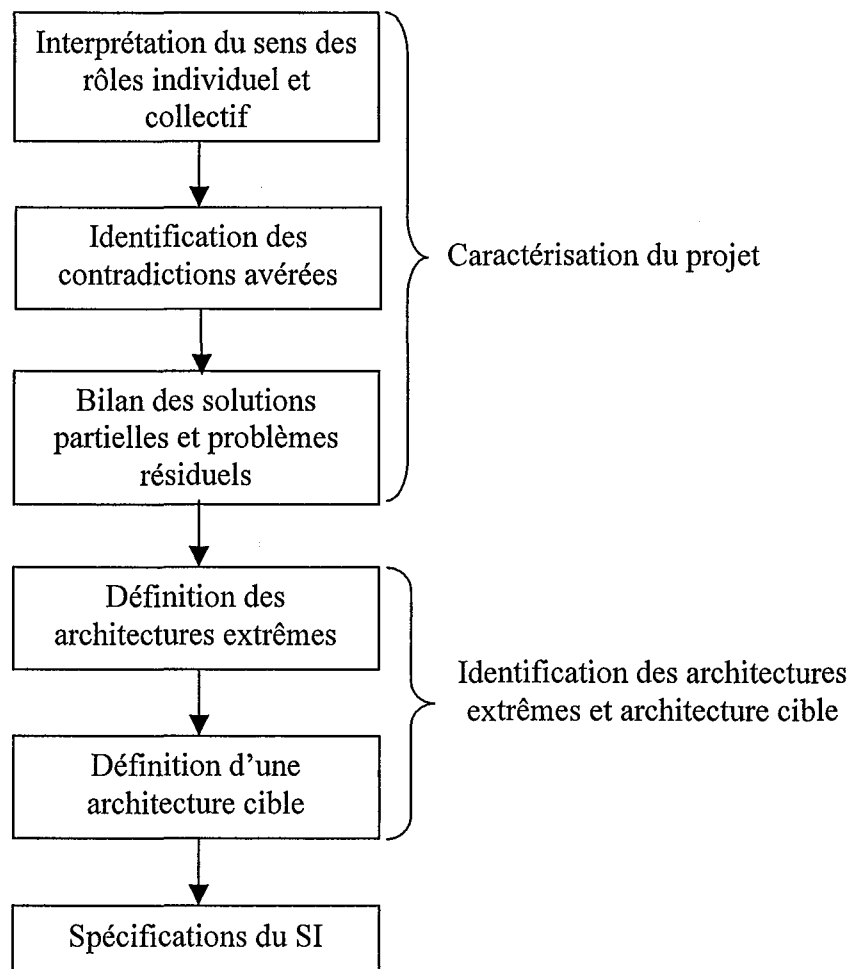 Interprétation du sens des
rôles individuel et
collectif
Identification des
contradictions avérées
Caractérisation du projet
Bilan des solutions
partielles et problèmes
résiduels
Définition des
architectures extrêmes
Identification des architectures
extrêmes et architecture cible
Définition d’une
architecture cible
Spécifications du SI